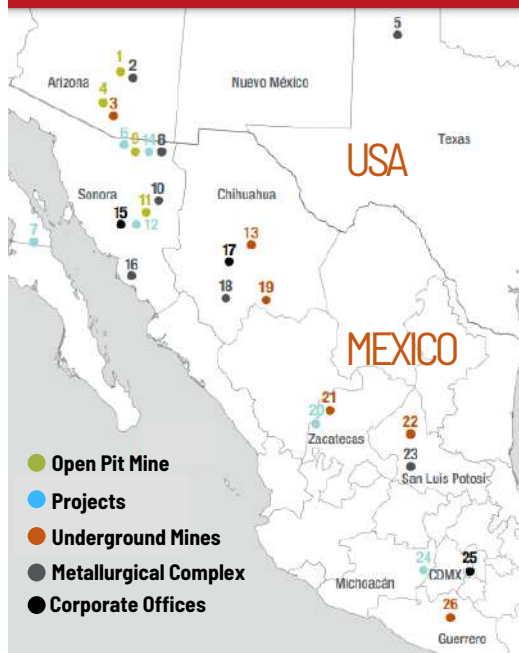 5
1
2
Arizona
Nuevo México
4
3
Texas
6
9
14
8
USA
10
Sonora
Chihuahua
11
15
12
13
7
17
16
18
19
MEXICO
21
20
22
Zacatecas
23
Open Pit Mine
San Luis Potosí
Projects
Underground Mines
24
25
Metallurgical Complex
Michoacán
CDMX
Corporate Offices
26
Guerrero